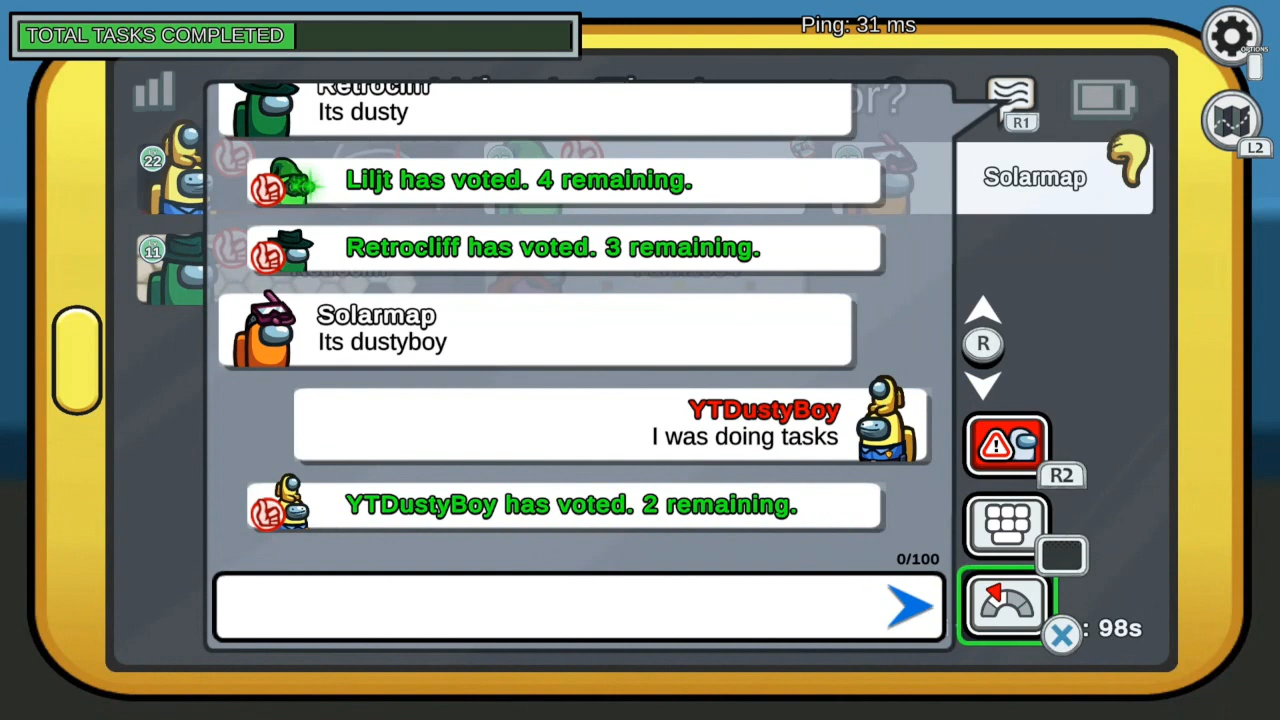 TOTAL TASKS COMPLETED
Ping: 31 ms
OPTIONS
L2
R1
Retrocliff
Its dusty
22
Liljt has voted. 4 remaining.
Solarmap
11
Retrocliff has voted. 3 remaining.
Solarmap
Its dustyboy
R
YTDustyBoy
I was doing tasks
R2
YTDustyBoy has voted. 2 remaining.
0/100
: 98s